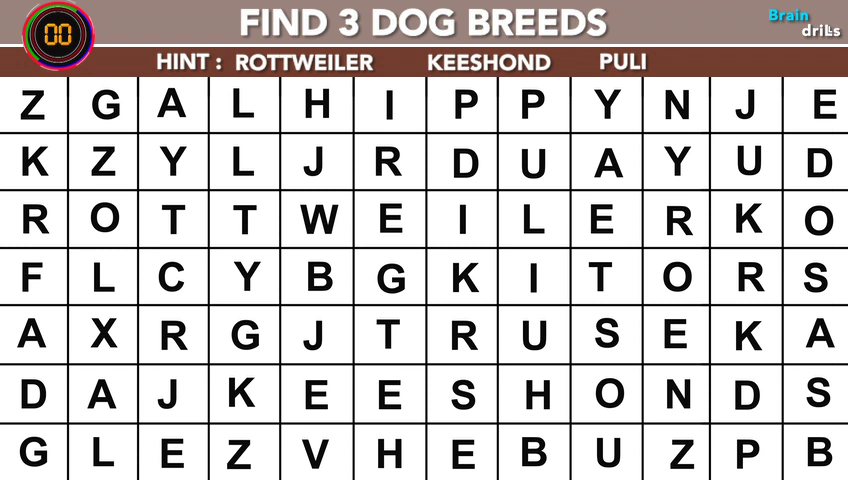 00
FIND 3 DOG BREEDS
Brain
drills
HINT : ROTTWEILER KEESHOND PULI
Z G A L H I P P Y N J E
K Z Y L J R D U A Y U D
R O T T W E I L E R K O
F L C Y B G K I T O R S
A X R G J T R U S E K A
D A J K E E S H O N D S
G L E Z V H E B U Z P B